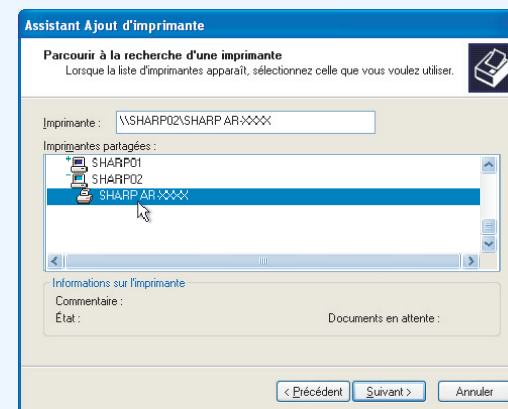 Assistant Ajout d'imprimante
Parcourir à la recherche d'une imprimante
Lorsque la liste d'imprimantes apparaît, sélectionnez celle que vous voulez utiliser.
Imprimante : \\SHARP02\SHARP AR-XXXX
Imprimantes partagées :
SHARP01
SHARP02
SHARP AR-XXXX
Informations sur l'imprimante
Commentaire :
État : Documents en attente :
< Précédent Suivant > Annuler